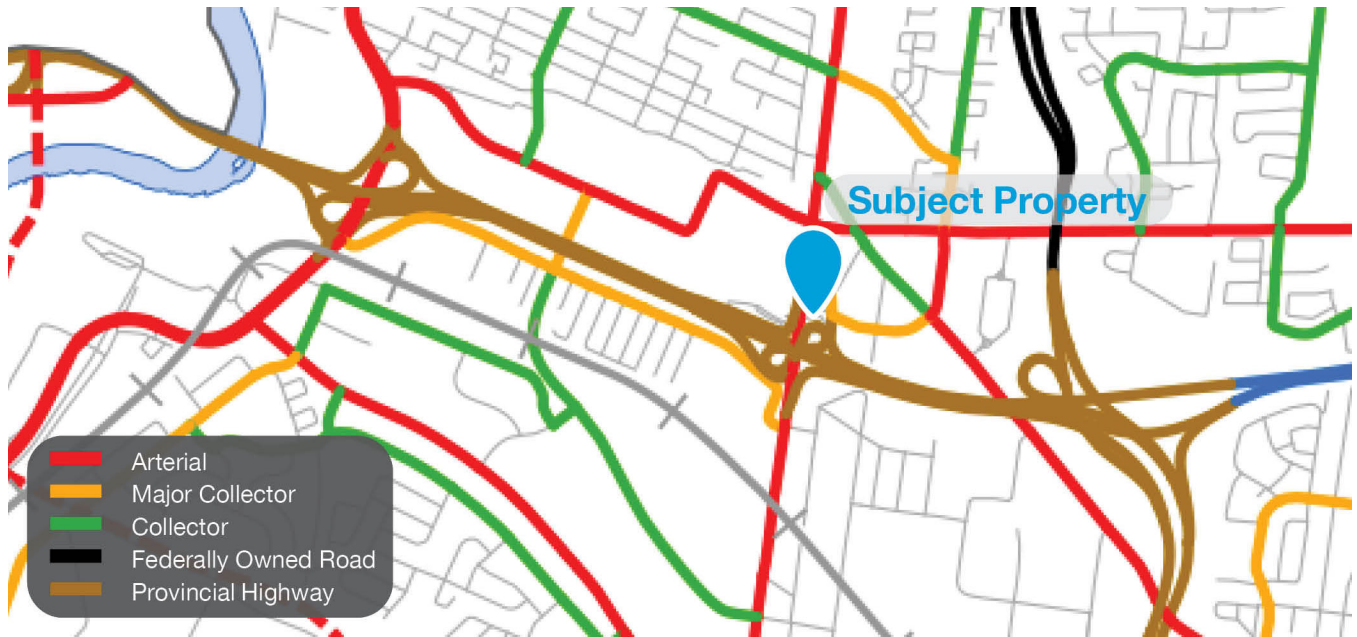 Subject Property
Arterial
Major Collector
Collector
Federally Owned Road
Provincial Highway